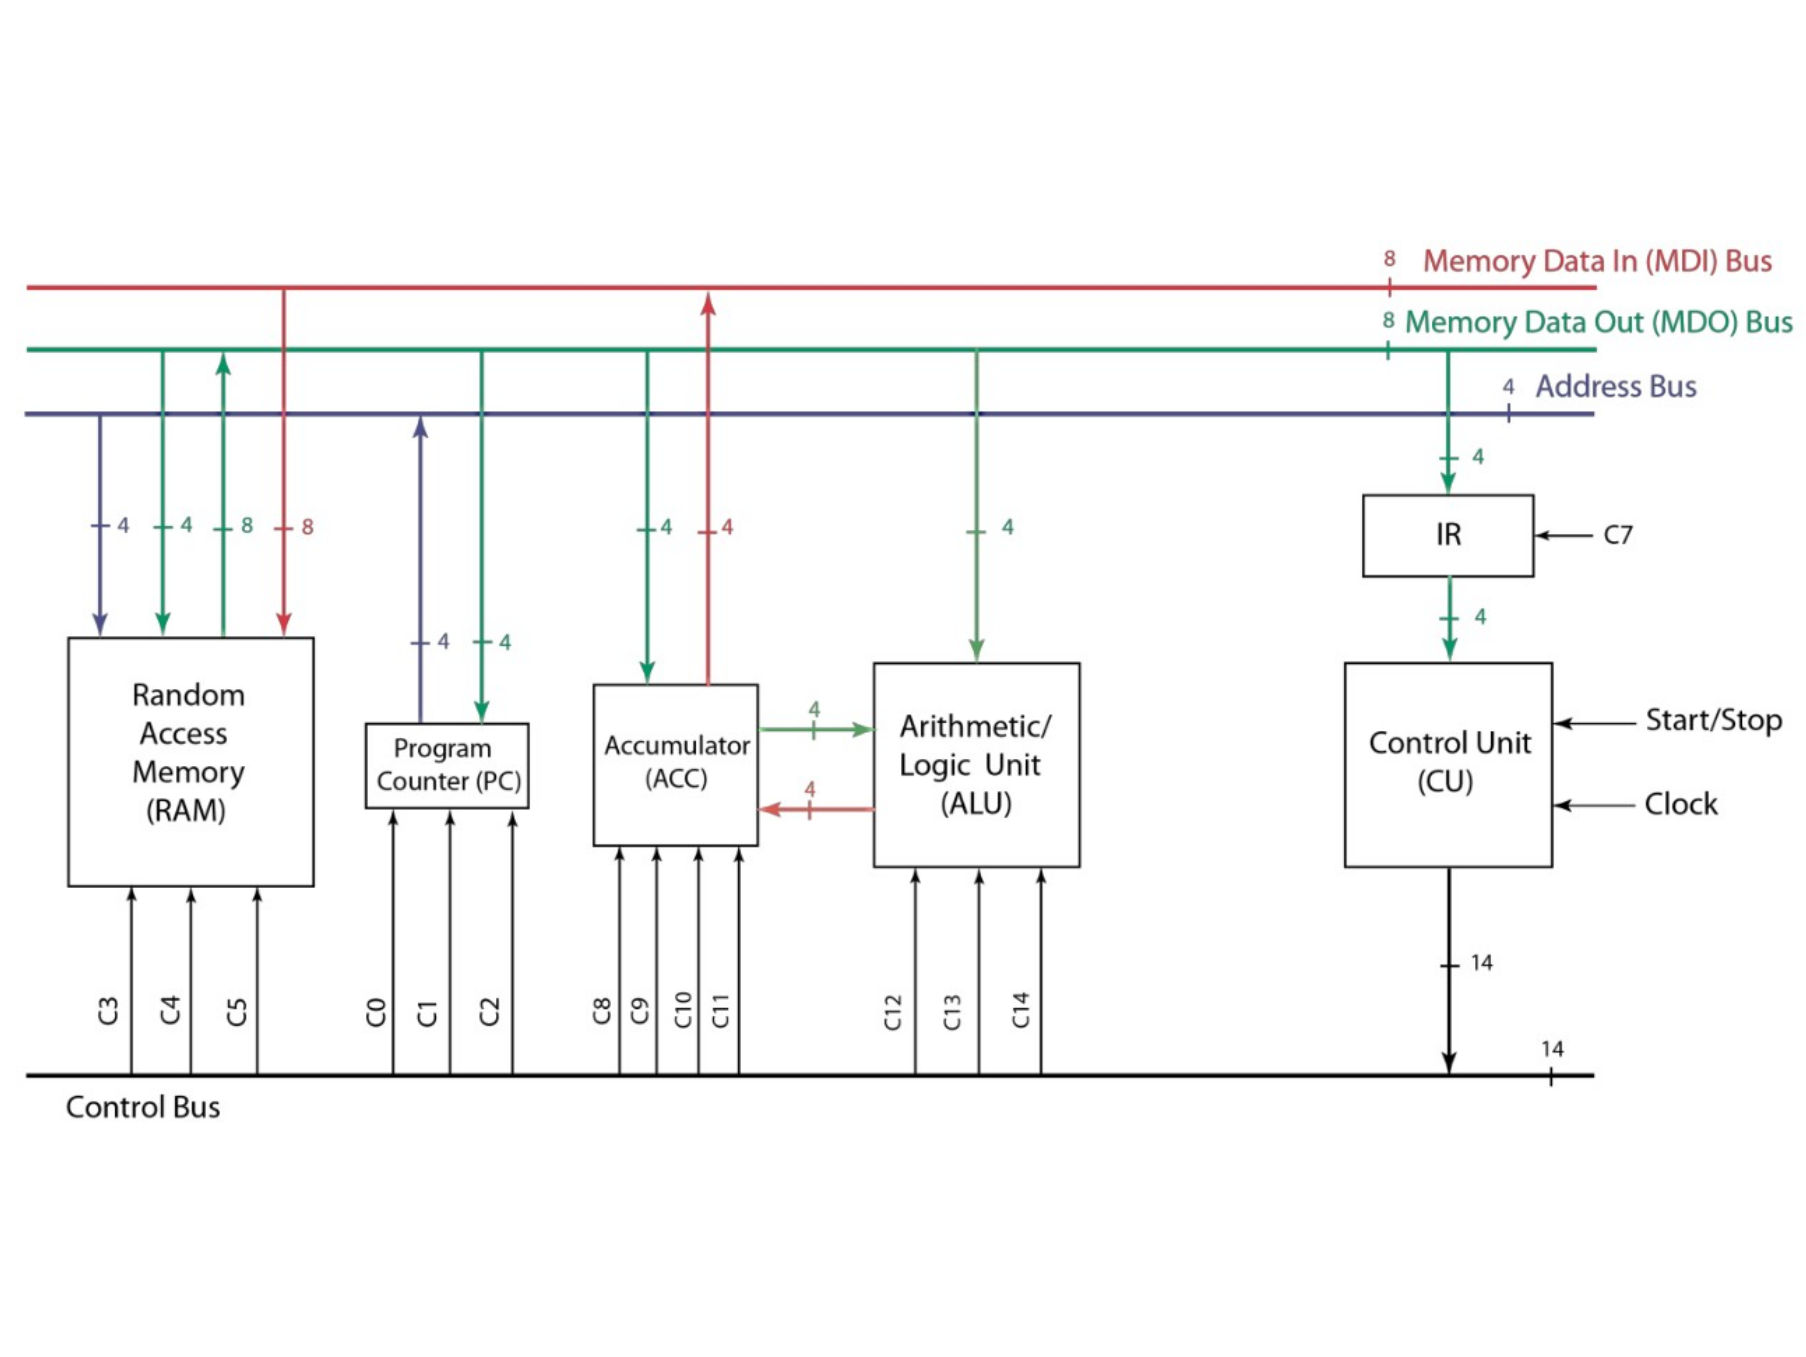 8 Memory Data In (MDI) Bus
8 Memory Data Out (MDO) Bus
4 Address Bus
4
4
8
8
4
4
4
4
4
4
IR
C7
4
Random
Access
Memory
(RAM)
Program
Counter (PC)
Accumulator
(ACC)
4
4
Arithmetic/
Logic Unit
(ALU)
Control Unit
(CU)
Start/Stop
Clock
14
C3
C4
C5
C0
C1
C2
C8
C9
C10
C11
C12
C13
C14
14
Control Bus